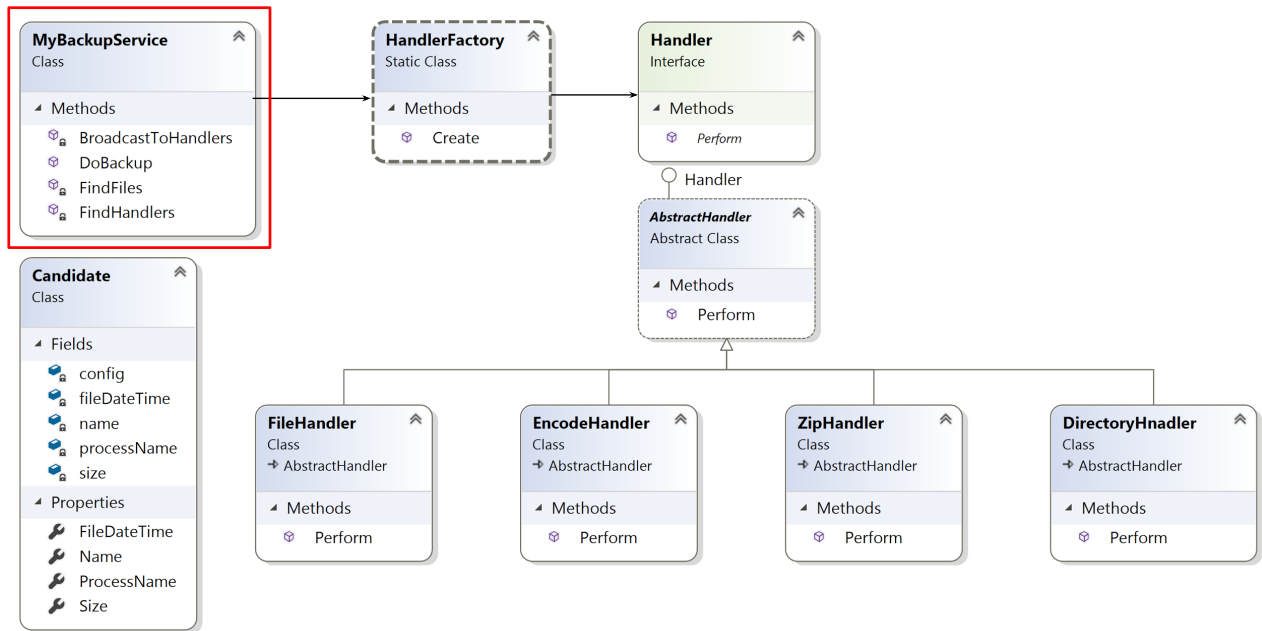 MyBackupService
Class
Methods
BroadcastToHandlers
DoBackup
FindFiles
FindHandlers
HandlerFactory
Static Class
Methods
Create
Handler
Interface
Methods
Perform
Handler
AbstractHandler
Abstract Class
Methods
Perform
Candidate
Class
Fields
config
fileDateTime
name
processName
size
Properties
FileDateTime
Name
ProcessName
Size
FileHandler
Class
AbstractHandler
Methods
Perform
EncodeHandler
Class
AbstractHandler
Methods
Perform
ZipHandler
Class
AbstractHandler
Methods
Perform
DirectoryHnadler
Class
AbstractHandler
Methods
Perform